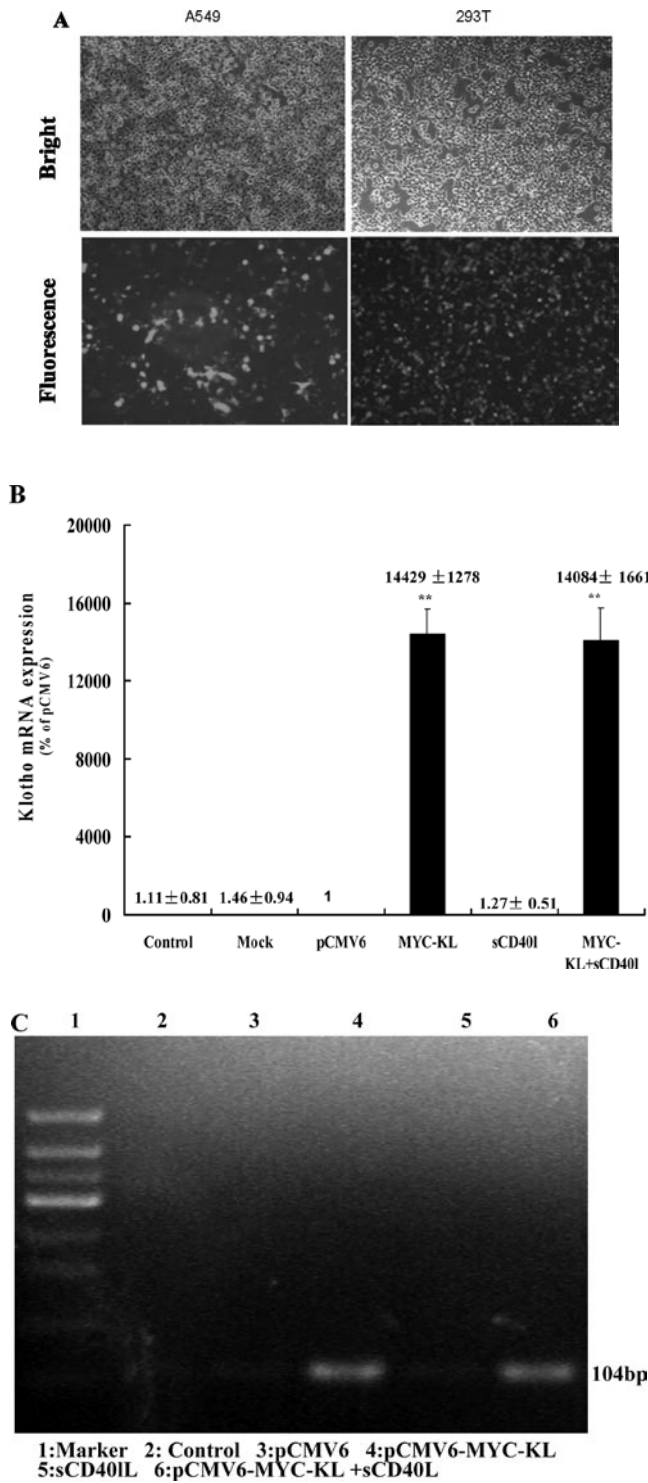 A
A549 293T
Bright
Fluorescence
B
20000
16000
12000
8000
4000
0
Klotho mRNA expression
(% of pCMV6)
14429 ±1278
**
14084± 1661
**
1.11±0.81 1.46±0.94 1 1.27± 0.51
Control Mock pCMV6 MYC-KL sCD40l MYC-
KL+sCD40l
C 1 2 3 4 5 6
104bp
1:Marker 2: Control 3:pCMV6 4:pCMV6-MYC-KL
5:sCD40lL 6:pCMV6-MYC-KL +sCD40L